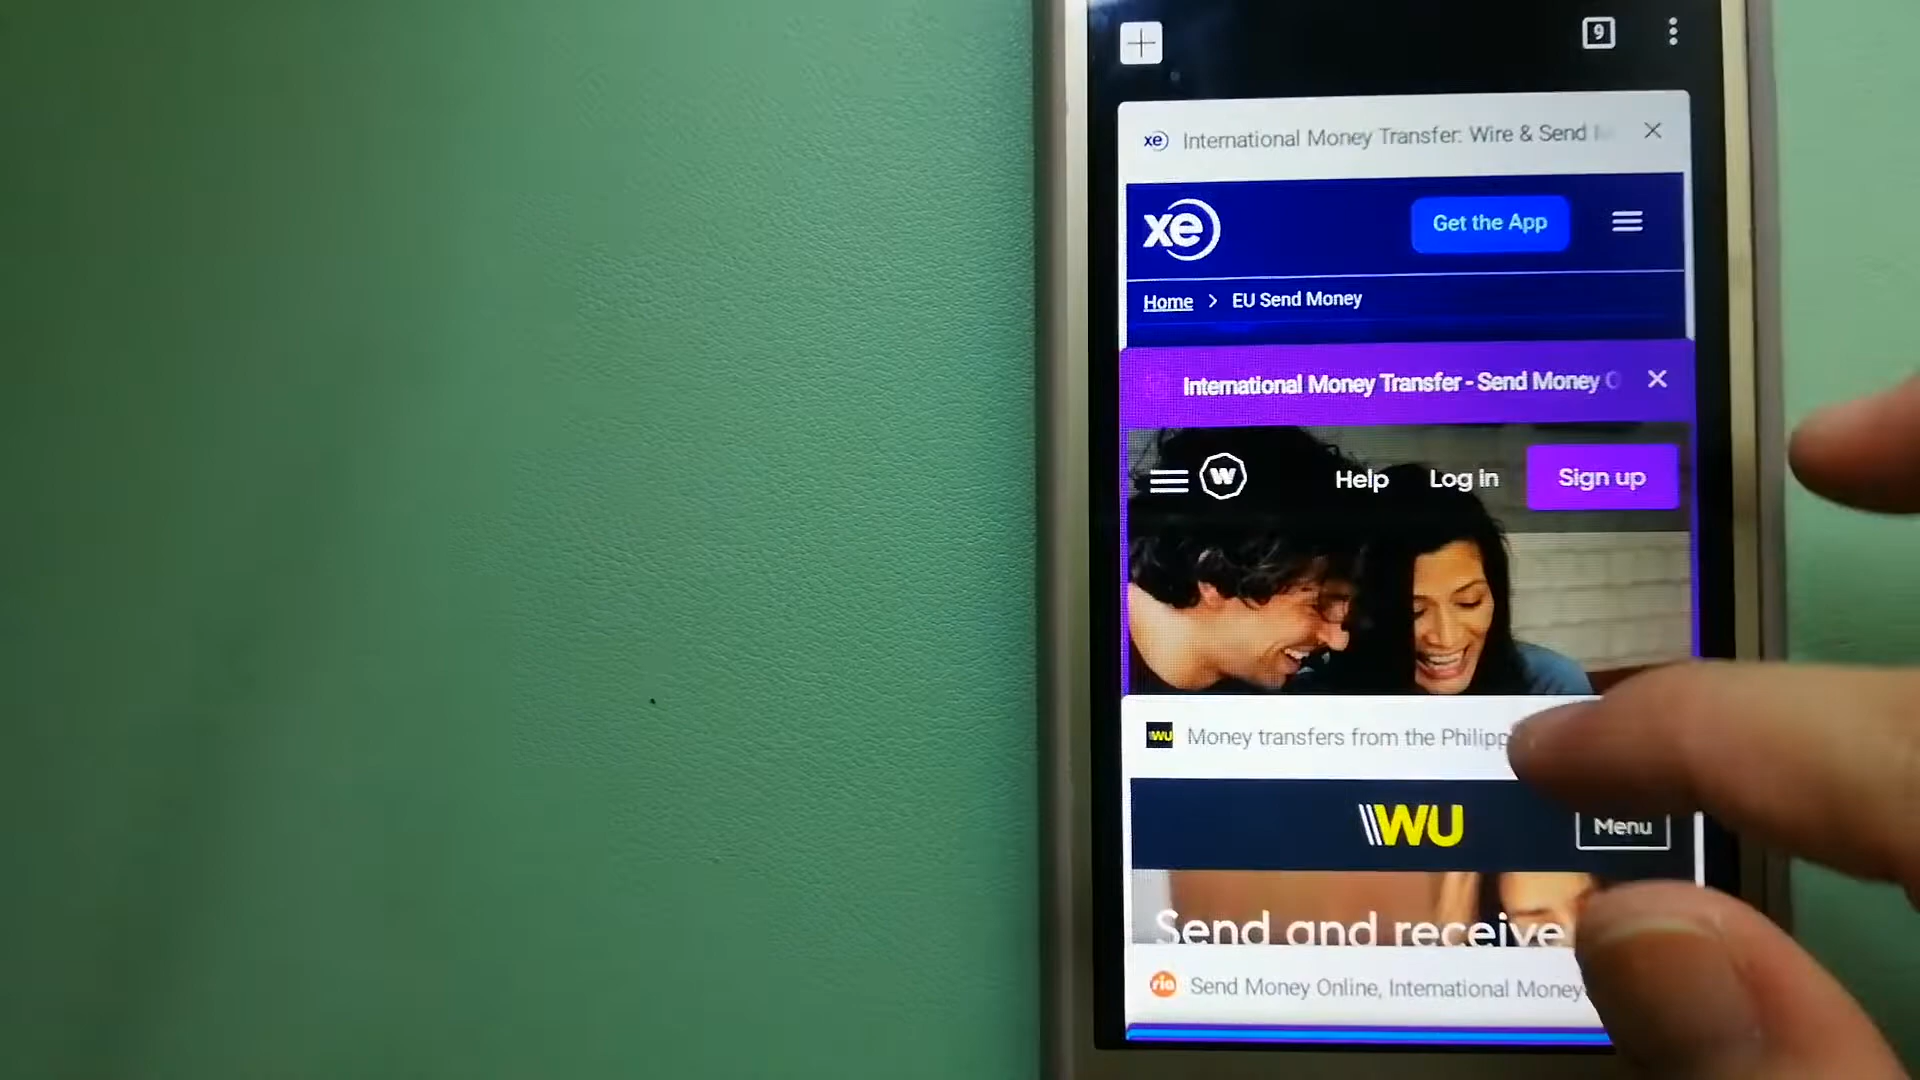 9
xe International Money Transfer: Wire & Send
xe
Get the App
Home > EU Send Money
International Money Transfer - Send Money
W
Help
Log in
Sign up
WU Money transfers from the
WU
Menu
Send and receive
ria Send Money Online, International Money